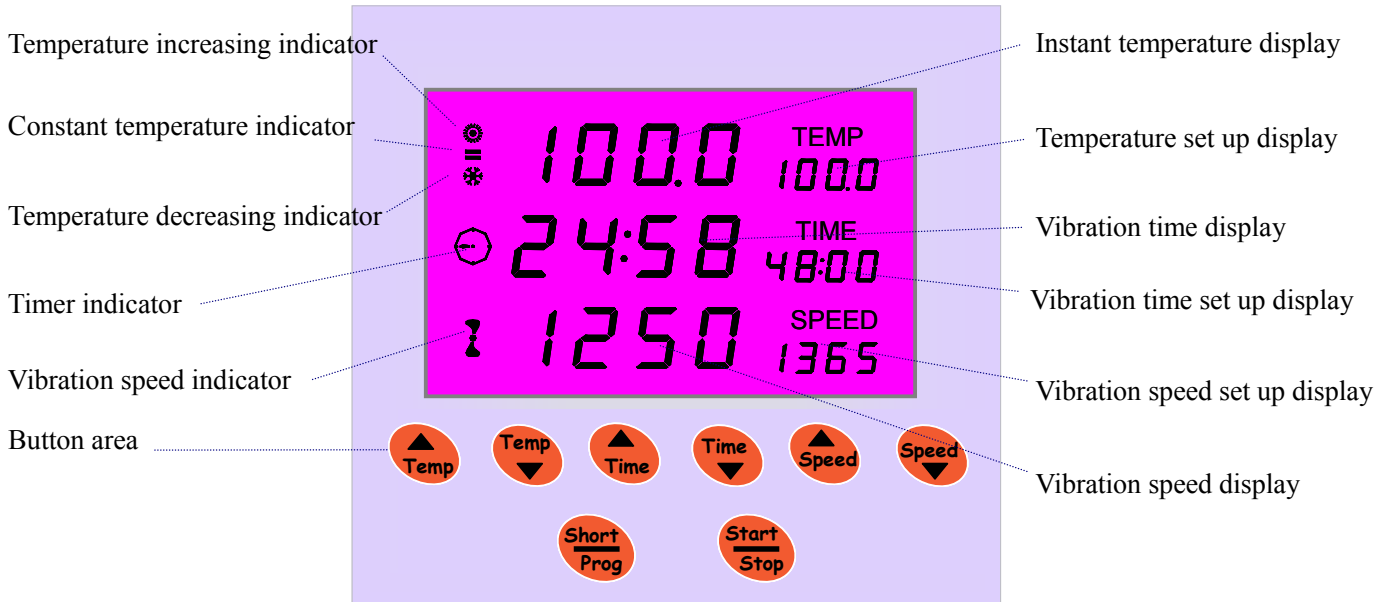 Temperature increasing indicator
Instant temperature display
Constant temperature indicator
100.0
TEMP
100.0
Temperature set up display
Temperature decreasing indicator
24:58
TIME
48:00
Vibration time display
Timer indicator
Vibration time set up display
1250
SPEED
1365
Vibration speed indicator
Vibration speed set up display
Button area
Temp
Temp
Time
Time
Speed
Speed
Vibration speed display
Short
Prog
Start
Stop